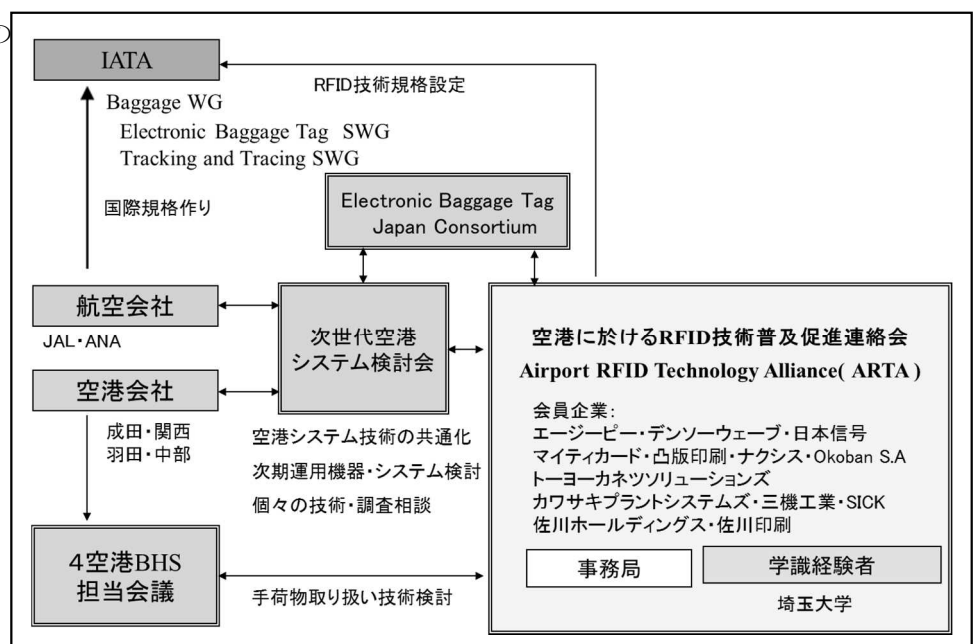 IATA
RFID技術規格設定
Baggage WG
Electronic Baggage Tag SWG
Tracking and Tracing SWG
国際規格作り
Electronic Baggage Tag
Japan Consortium
航空会社
JAL・ANA
空港会社
成田・関西
羽田・中部
次世代空港
システム検討会
空港システム技術の共通化
次期運用機器・システム検討
個々の技術・調査相談
4空港BHS
担当会議
手荷物取り扱い技術検討
空港に於けるRFID技術普及促進連絡会
Airport RFID Technology Alliance( ARTA )
会員企業:
エージーピー・デンソーウェーブ・日本信号
マイティカード・凸版印刷・ナクシス・Okoban S.A
トーヨーカネツソリューションズ
カワサキプラントシステムズ・三機工業・SICK
佐川ホールディングス・佐川印刷
事務局
学識経験者
埼玉大学